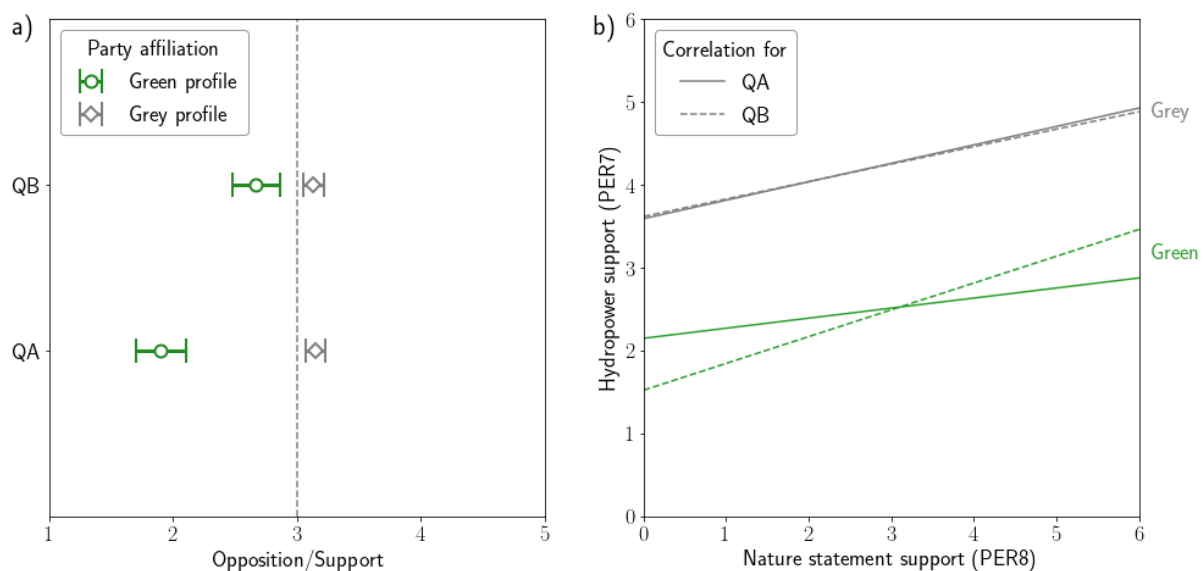 a)
Party affiliation
Green profile
Grey profile
QB
QA
1 2 3 4 5
Opposition/Support
b)
Correlation for
QA
QB
Grey
Green
Hydropower support (PER7)
6
5
4
3
2
1
0
0 1 2 3 4 5 6
Nature statement support (PER8)